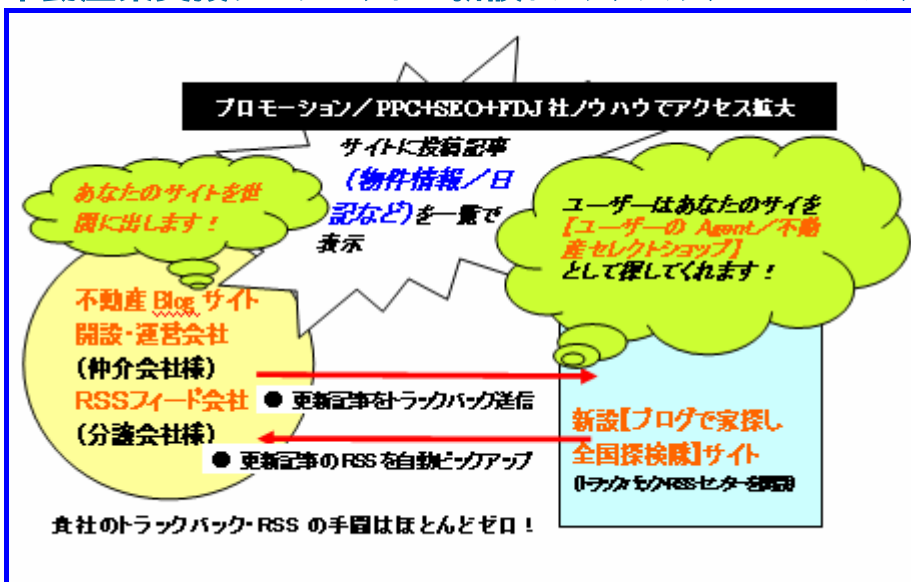 プロモーション/PPC+SEO+FDJ社ノウハウでアクセス拡大
サイトに投稿記事
(物件情報/日
記など)を一覧で
表示
あなたのサイトを世
間に出します!
ユーザーはあなたのサイを
【ユーザーの Agent/不動
産セレクトショップ】
として探してくれます!
不動産 Blog サイト
開設・運営会社
(仲介会社様)
RSSフィード会社
(分譲会社様)
● 更新記事をトラックバック送信
● 更新記事の RSS を自動ピックアップ
新設【ブログで家探し
全国探検隊】サイト
貴社のトラックバック・RSS の手間はほとんどゼロ!